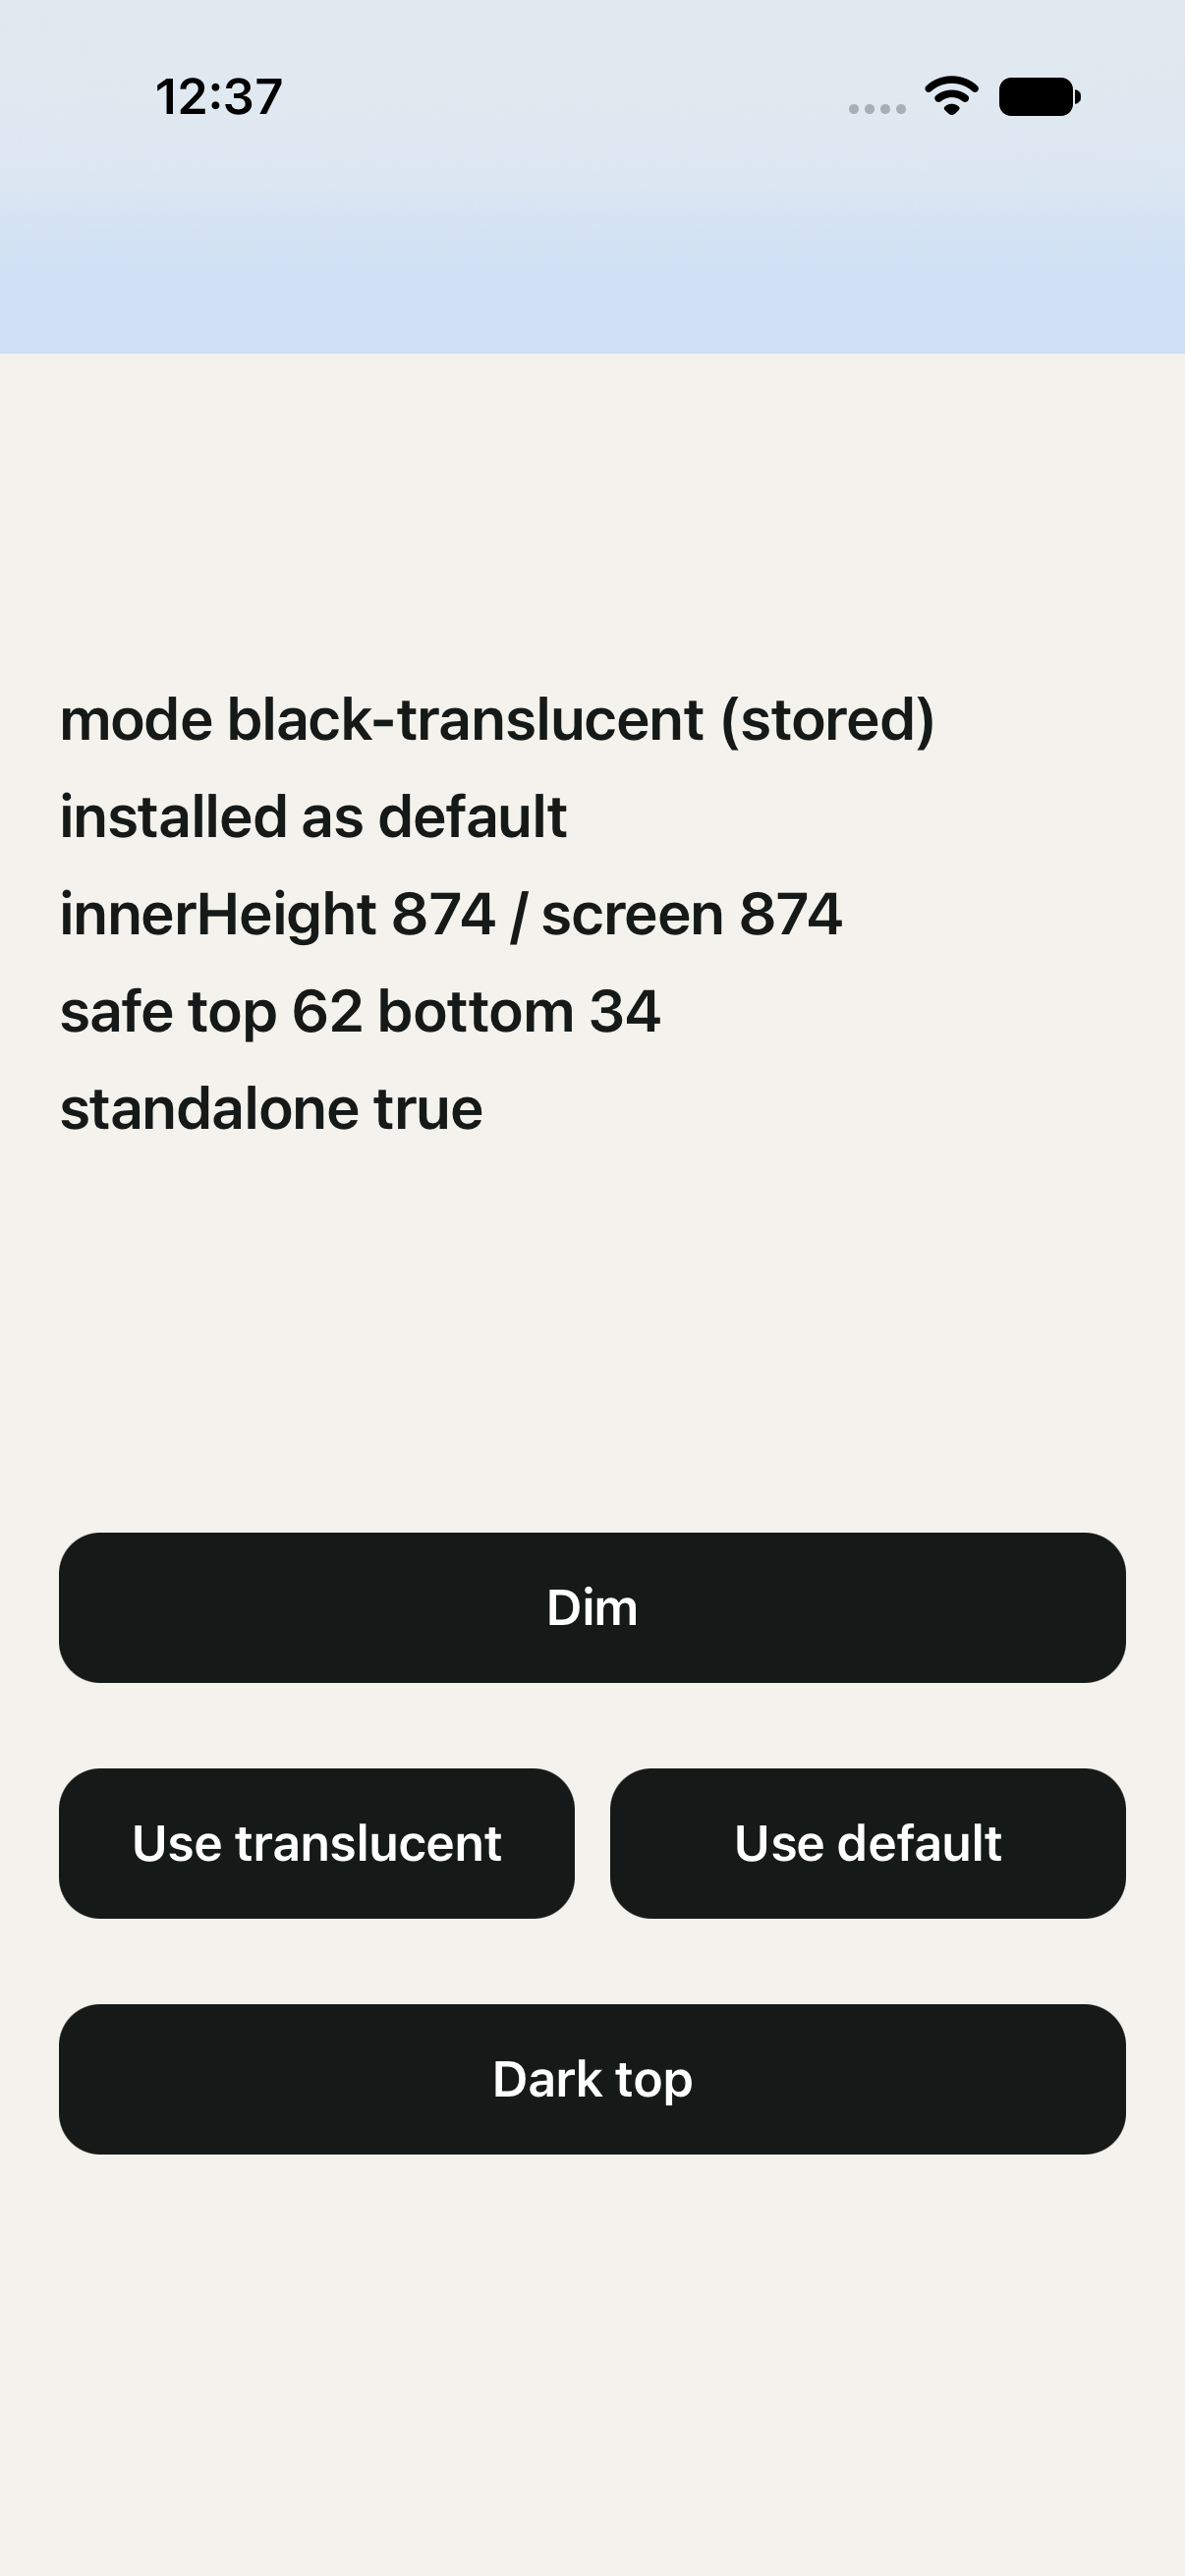 12:37
mode black-translucent (stored)
installed as default
innerHeight 874 / screen 874
safe top 62 bottom 34
standalone true
Dim
Use translucent
Use default
Dark top